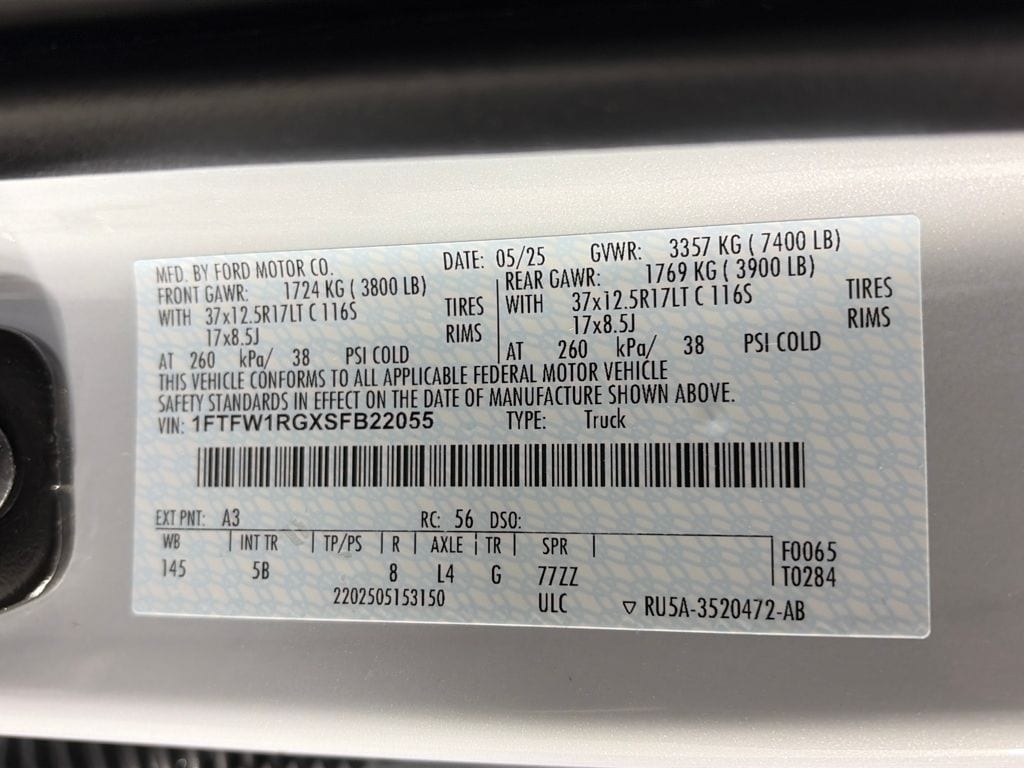 MFD. BY FORD MOTOR CO. DATE: 05/25 GVWR: 3357 KG ( 7400 LB)
FRONT GAWR: 1724 KG ( 3800 LB) REAR GAWR: 1769 KG ( 3900 LB)
WITH 37x12.5R17LT C 116S TIRES WITH 37x12.5R17LT C 116S TIRES
17x8.5J RIMS 17x8.5J RIMS
AT 260 kPa/ 38 PSI COLD AT 260 kPa/ 38 PSI COLD
THIS VEHICLE CONFORMS TO ALL APPLICABLE FEDERAL MOTOR VEHICLE
SAFETY STANDARDS IN EFFECT ON THE DATE OF MANUFACTURE SHOWN ABOVE.
VIN: 1FTFW1RGXSFB22055 TYPE: Truck
EXT PNT: A3 RC: 56 DSO:
WB INT TR TP/PS R AXLE TR SPR F0065
145 5B 8 L4 G 77ZZ T0284
2202505153150 ULC ▽ RU5A-3520472-AB